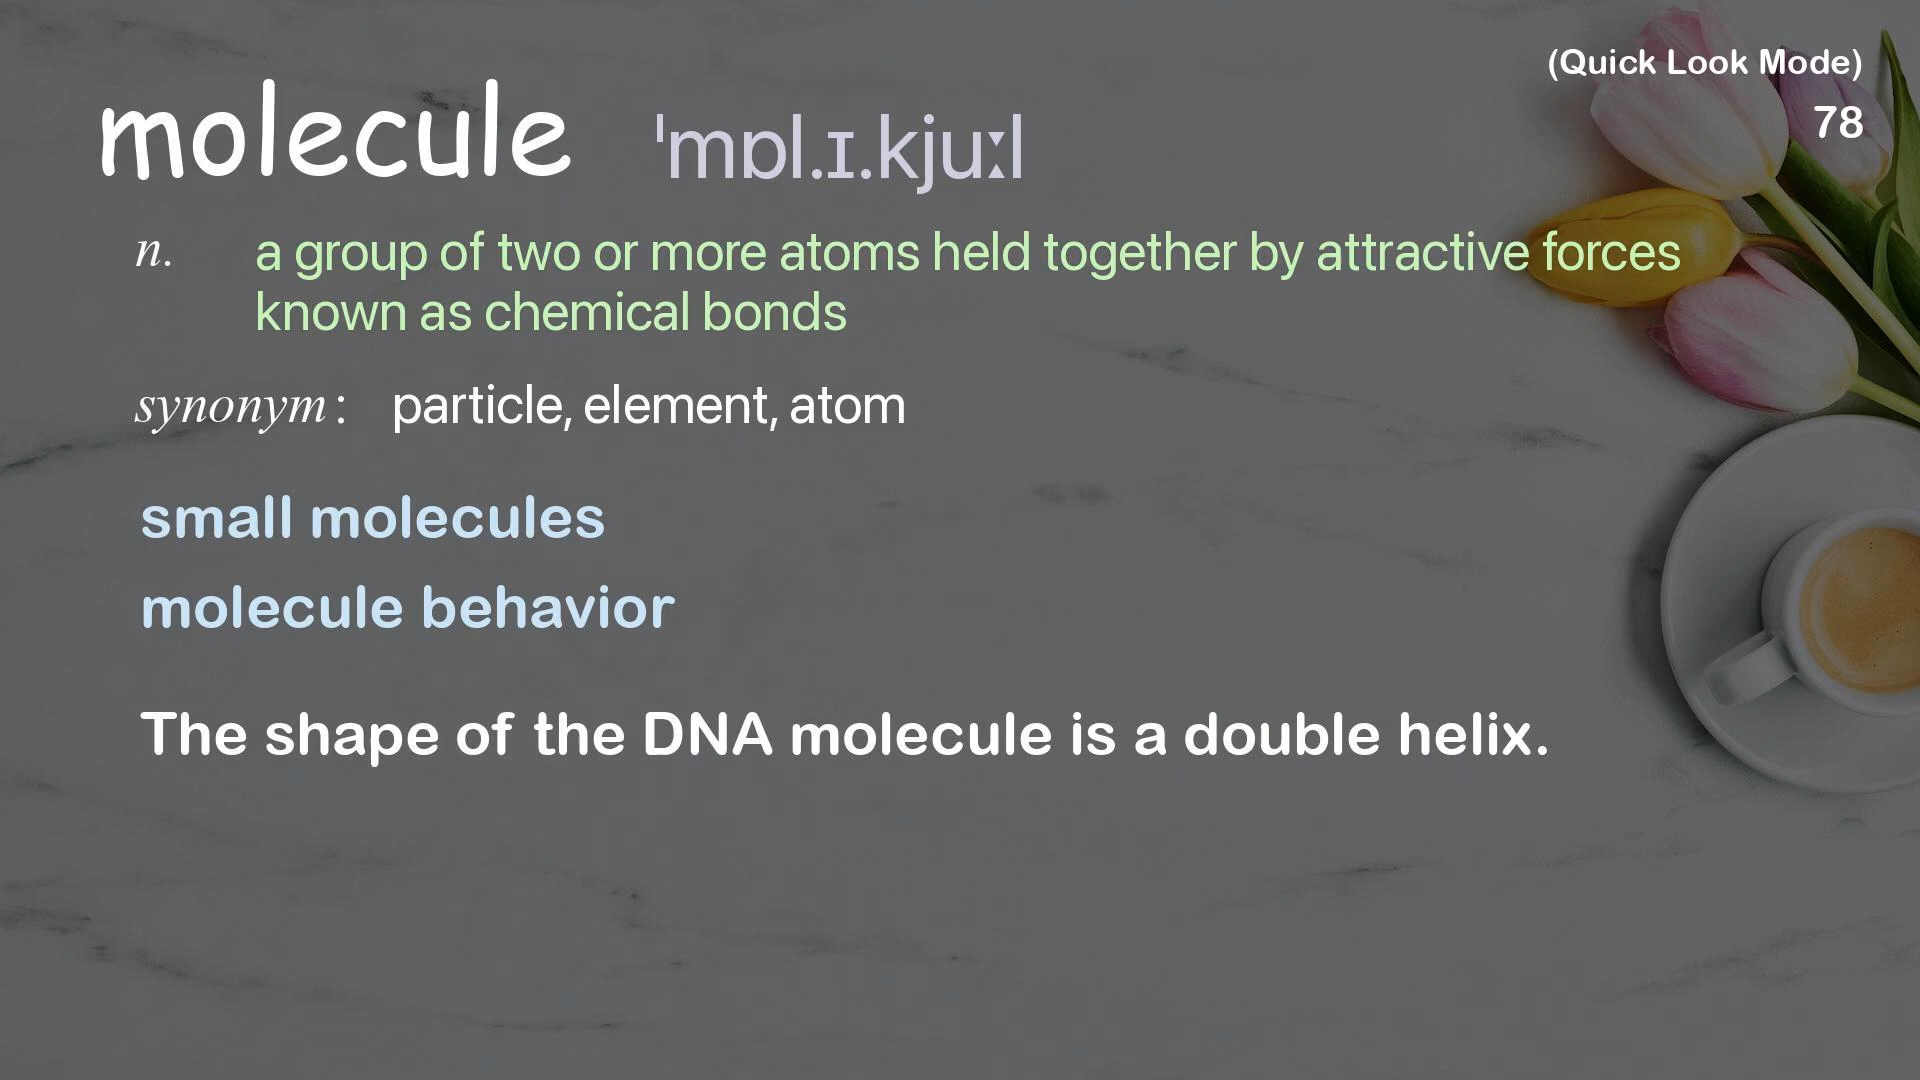 (Quick Look Mode)
78
molecule ˈmɒl.ɪ.kjuːl
n. a group of two or more atoms held together by attractive forces
known as chemical bonds
synonym: particle, element, atom
small molecules
molecule behavior
The shape of the DNA molecule is a double helix.